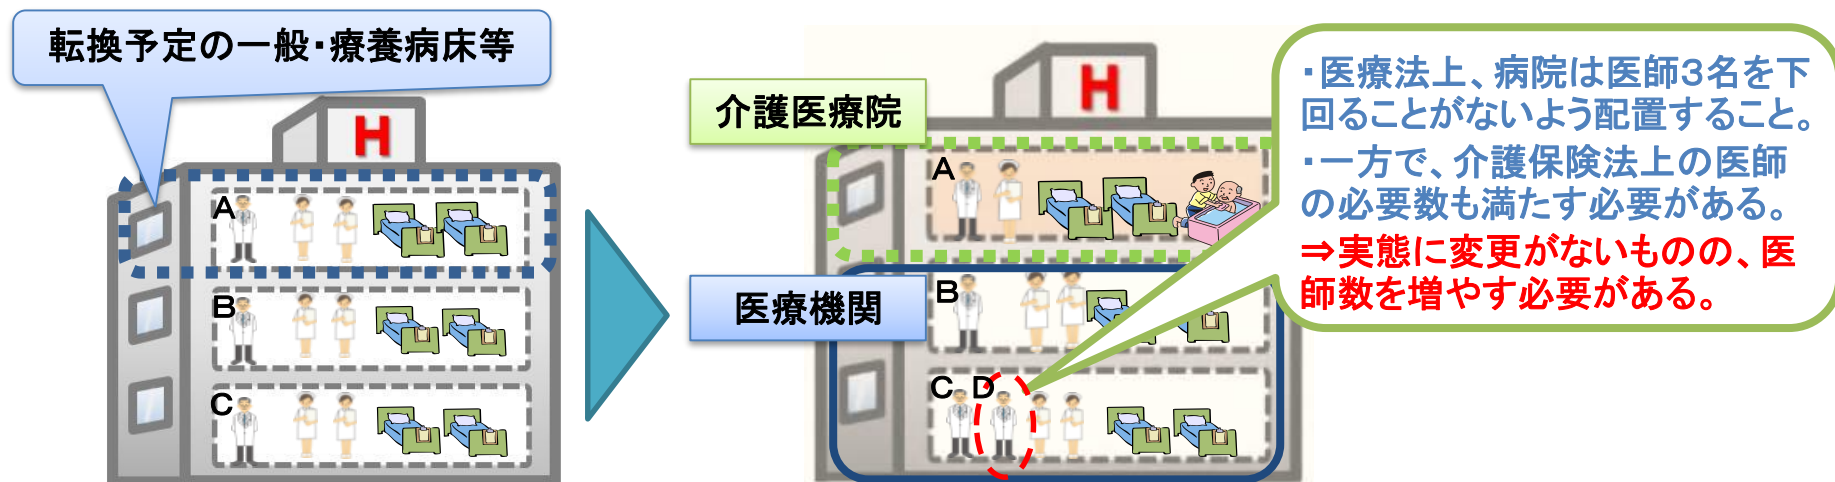 転換予定の一般・療養病床等
H
A
B
C
介護医療院
医療機関
H
A
B
C D
・医療法上、病院は医師3名を下
回ることがないよう配置すること。
・一方で、介護保険法上の医師
の必要数も満たす必要がある。
⇒実態に変更がないものの、医
師数を増やす必要がある。